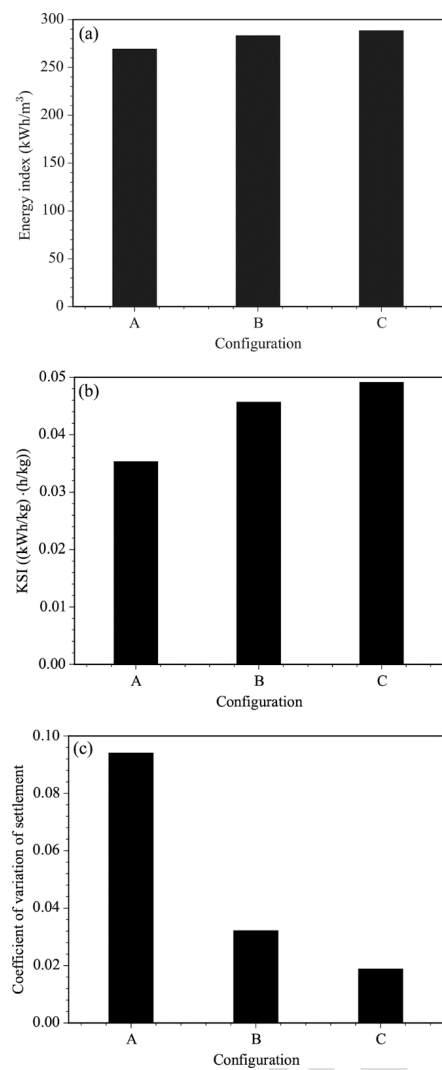 (a)
300
250
200
150
100
50
0
Energy index (kWh/m³)
A B C
Configuration
(b)
0.05
0.04
0.03
0.02
0.01
0.00
KSI ((kWh/kg)·(h/kg))
A B C
Configuration
(c)
0.10
0.08
0.06
0.04
0.02
0.00
Coefficient of variation of settlement
A B C
Configuration